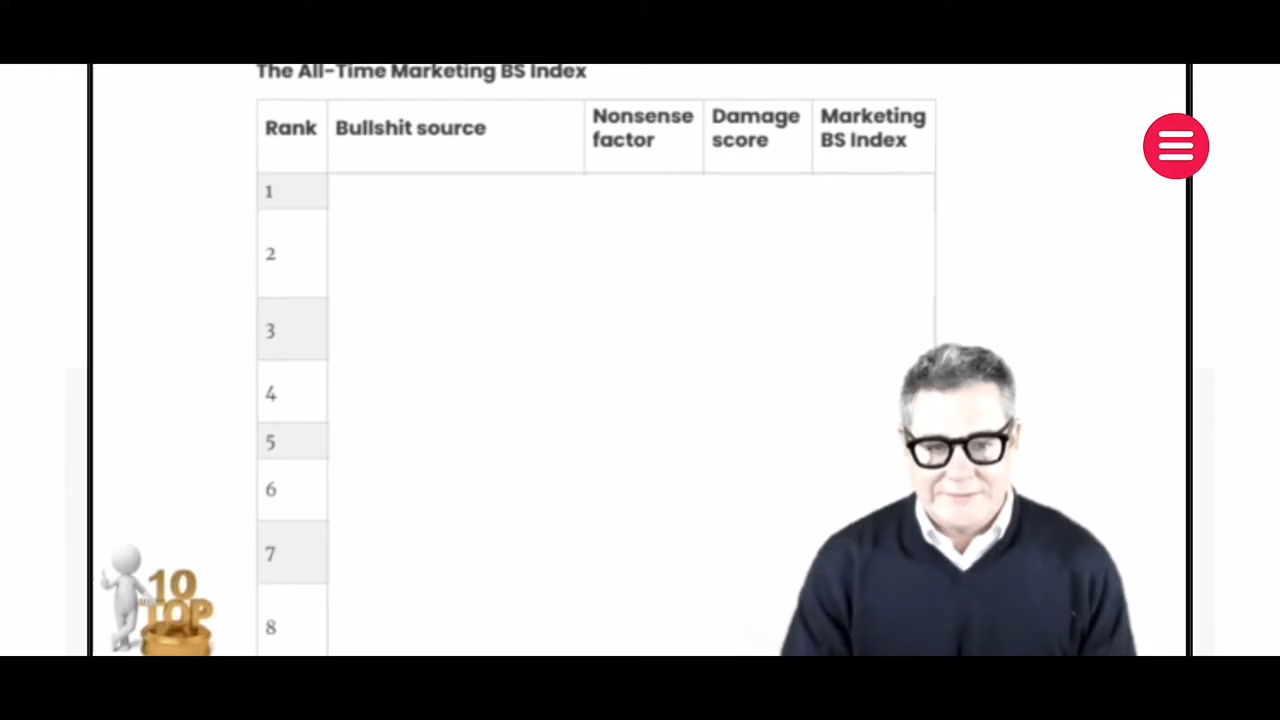 The All-Time Marketing BS Index
Rank
Bullshit source
Nonsense factor
Damage score
Marketing BS Index
1
2
3
4
5
6
7
8
10
TOP